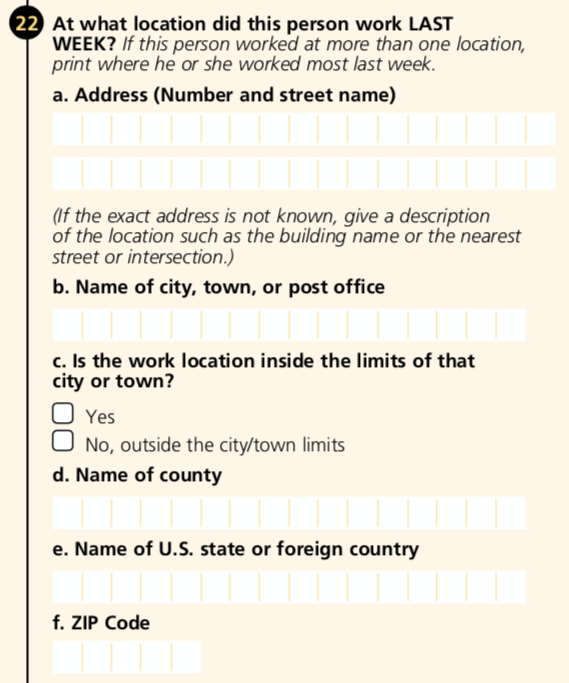 22 At what location did this person work LAST
WEEK? If this person worked at more than one location,
print where he or she worked most last week.
a. Address (Number and street name)
(If the exact address is not known, give a description
of the location such as the building name or the nearest
street or intersection.)
b. Name of city, town, or post office
c. Is the work location inside the limits of that
city or town?
Yes
No, outside the city/town limits
d. Name of county
e. Name of U.S. state or foreign country
f. ZIP Code